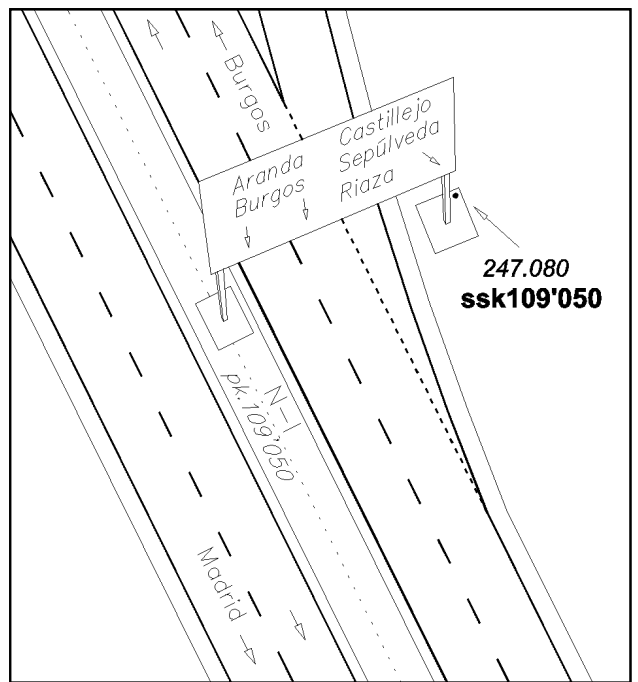 Burgos
Castillejo
Sepúlveda
Riaza
Aranda
Burgos
247.080
ssk109'050
N-I
pk.109'050
Madrid